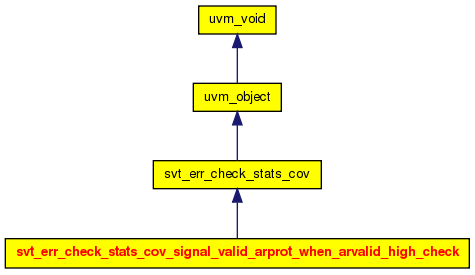 uvm_void
uvm_object
svt_err_check_stats_cov
svt_err_check_stats_cov_signal_valid_arprot_when_arvalid_high_check